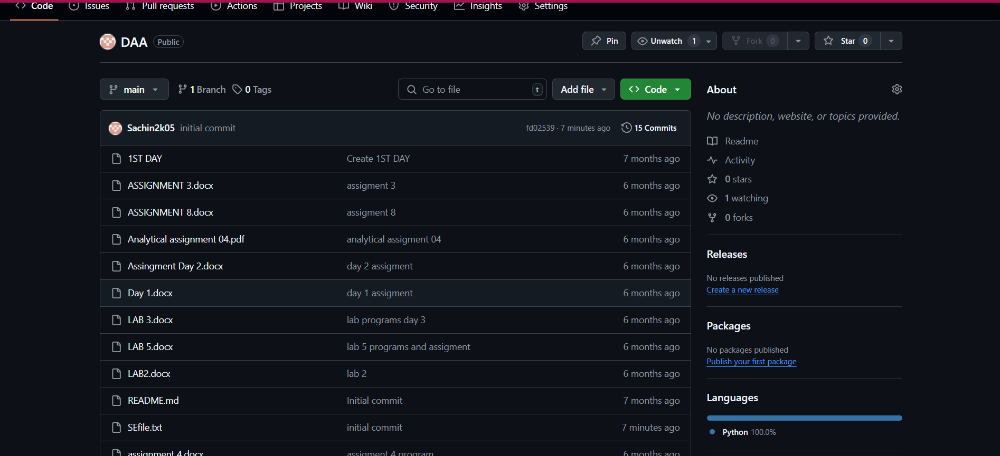 Code Issues Pull requests Actions Projects Wiki Security Insights Settings
DAA Public
Pin Unwatch 1 Fork 0 Star 0
main 1 Branch 0 Tags Go to file t Add file Code
Sachin2k05 initial commit fd02539 · 7 minutes ago 15 Commits
1ST DAY Create 1ST DAY 7 months ago
ASSIGNMENT 3.docx assigment 3 6 months ago
ASSIGNMENT 8.docx assigment 8 6 months ago
Analytical assignment 04.pdf analytical assigment 04 6 months ago
Assingment Day 2.docx day 2 assigment 6 months ago
Day 1.docx day 1 assigment 6 months ago
LAB 3.docx lab programs day 3 6 months ago
LAB 5.docx lab 5 programs and assigment 6 months ago
LAB2.docx lab 2 6 months ago
README.md Initial commit 7 months ago
SEfile.txt initial commit 7 minutes ago
assignment 4.docx assigment 4 program 6 months ago
About
No description, website, or topics provided.
Readme
Activity
0 stars
1 watching
0 forks
Releases
No releases published
Create a new release
Packages
No packages published
Publish your first package
Languages
Python 100.0%